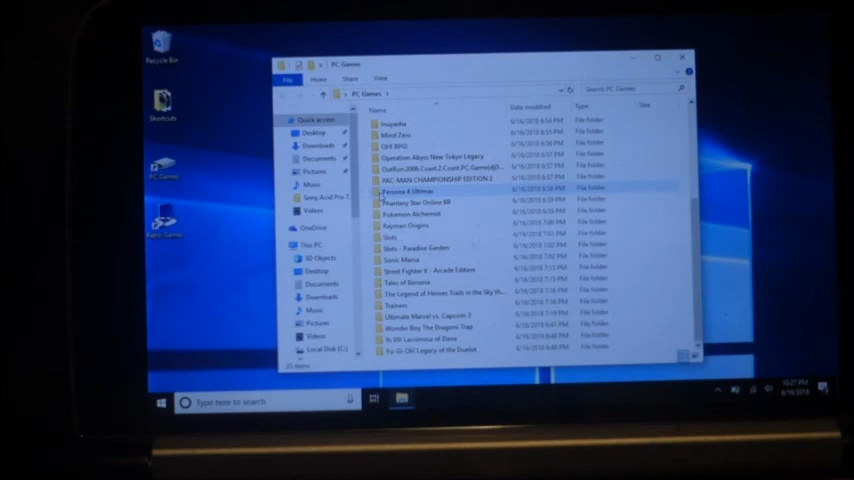 Recycle Bin
Shortcuts
PC Games
Retro Games
PC Games
File Home Share View
PC Games
Search PC Games
Name Date modified Type Size
Quick access
Desktop
Downloads
Documents
Pictures
Music
Sony Acid Pro 7
Videos
OneDrive
This PC
3D Objects
Desktop
Documents
Downloads
Music
Pictures
Videos
Local Disk (C:)
Inuyasha 6/16/2018 6:54 PM File folder
Mind Zero 6/16/2018 6:55 PM File folder
OH! RPG! 6/16/2018 6:56 PM File folder
Operation Abyss New Tokyo Legacy 6/16/2018 6:57 PM File folder
OutRun.2006.Coast.2.Coast.PC.Game 6/16/2018 6:57 PM File folder
PAC-MAN CHAMPIONSHIP EDITION 2 6/16/2018 6:57 PM File folder
Persona 4 Ultimax 6/16/2018 6:58 PM File folder
Phantasy Star Online BB 6/16/2018 6:59 PM File folder
Pokemon Alchemist 6/16/2018 6:59 PM File folder
Rayman Origins 6/16/2018 7:00 PM File folder
Slots 6/16/2018 7:01 PM File folder
Slots - Paradise Garden 6/16/2018 7:02 PM File folder
Sonic Mania 6/16/2018 7:02 PM File folder
Street Fighter V - Arcade Edition 6/16/2018 7:15 PM File folder
Tales of Berseria 6/16/2018 7:15 PM File folder
The Legend of Heroes Trails in the Sky th... 6/16/2018 7:16 PM File folder
Trainers 6/16/2018 7:16 PM File folder
Ultimate Marvel vs. Capcom 3 6/16/2018 7:19 PM File folder
Wonder Boy The Dragons Trap 6/16/2018 6:47 PM File folder
Ys VIII Lacrimosa of Dana 6/16/2018 6:48 PM File folder
Yu-Gi-Oh! Legacy of the Duelist 6/16/2018 6:48 PM File folder
items
Type here to search
10:27 PM
8/16/2018